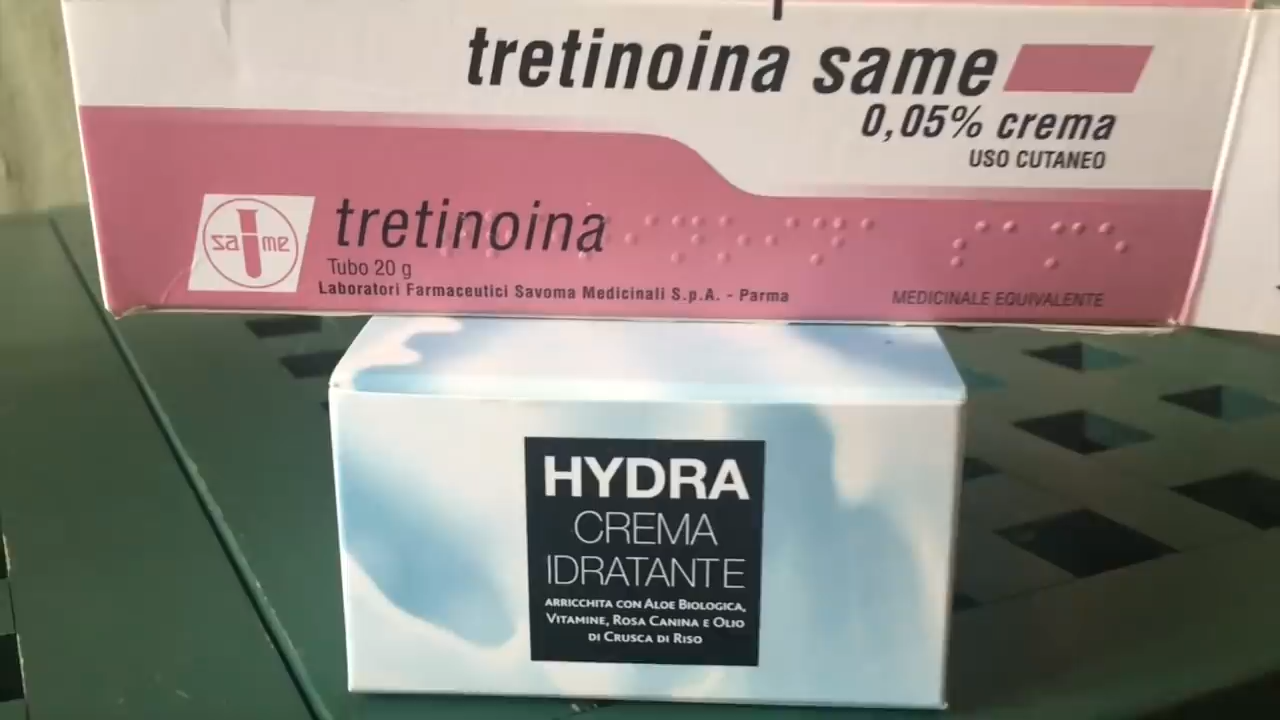 tretinoina same
0,05% crema
USO CUTANEO
sa me
tretinoina
Tubo 20 g
Laboratori Farmaceutici Savoma Medicinali S.p.A. - Parma
MEDICINALE EQUIVALENTE
HYDRA
CREMA
IDRATANTE
ARRICCHITA CON ALOE BIOLOGICA,
VITAMINE, ROSA CANINA E OLIO
DI CRUSCA DI RISO